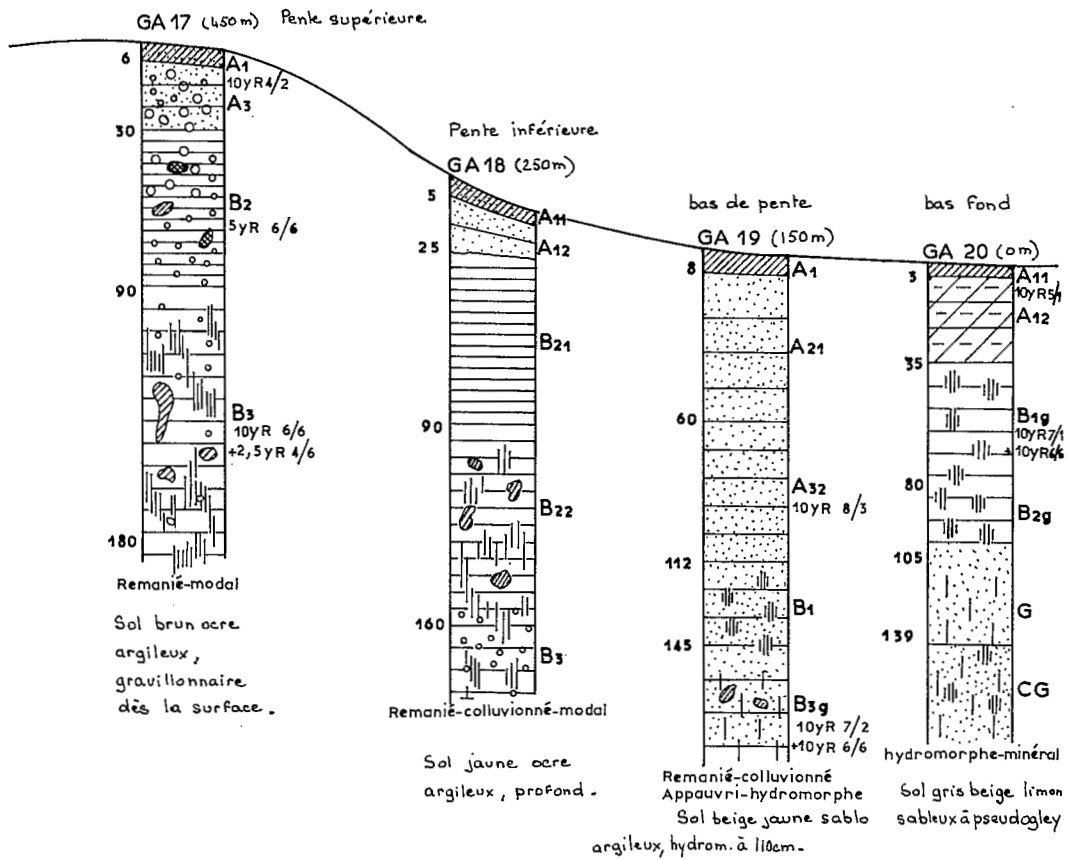 GA 17 (450m) Pente supérieure
6
A1
10yR4/2
A3
30
B2
5yR 6/6
90
B3
10yR 6/6
+2,5yR 4/6
180
Remanié-modal
Sol brun ocre
argileux,
gravillonnaire
dès la surface.
Pente inférieure
GA 18 (250m)
5
A11
A12
25
B21
90
B22
160
B3
Remanié-colluvionné-modal
Sol jaune ocre
argileux, profond.
bas de pente
GA 19 (150m)
8
A1
A21
60
A32
10yR 8/3
112
B1
145
B3g
10yR 7/2
+10yR 6/6
Remanié-colluvionné
Appauvri-hydromorphe
Sol beige jaune sablo
argileux, hydrom. à 110cm.
bas fond
GA 20 (0m)
3
A11
10yR5/1
A12
35
B1g
10yR7/1
+10yR6/6
80
B2g
105
G
139
CG
hydromorphe-minéral
Sol gris beige limon
sableux à pseudogley